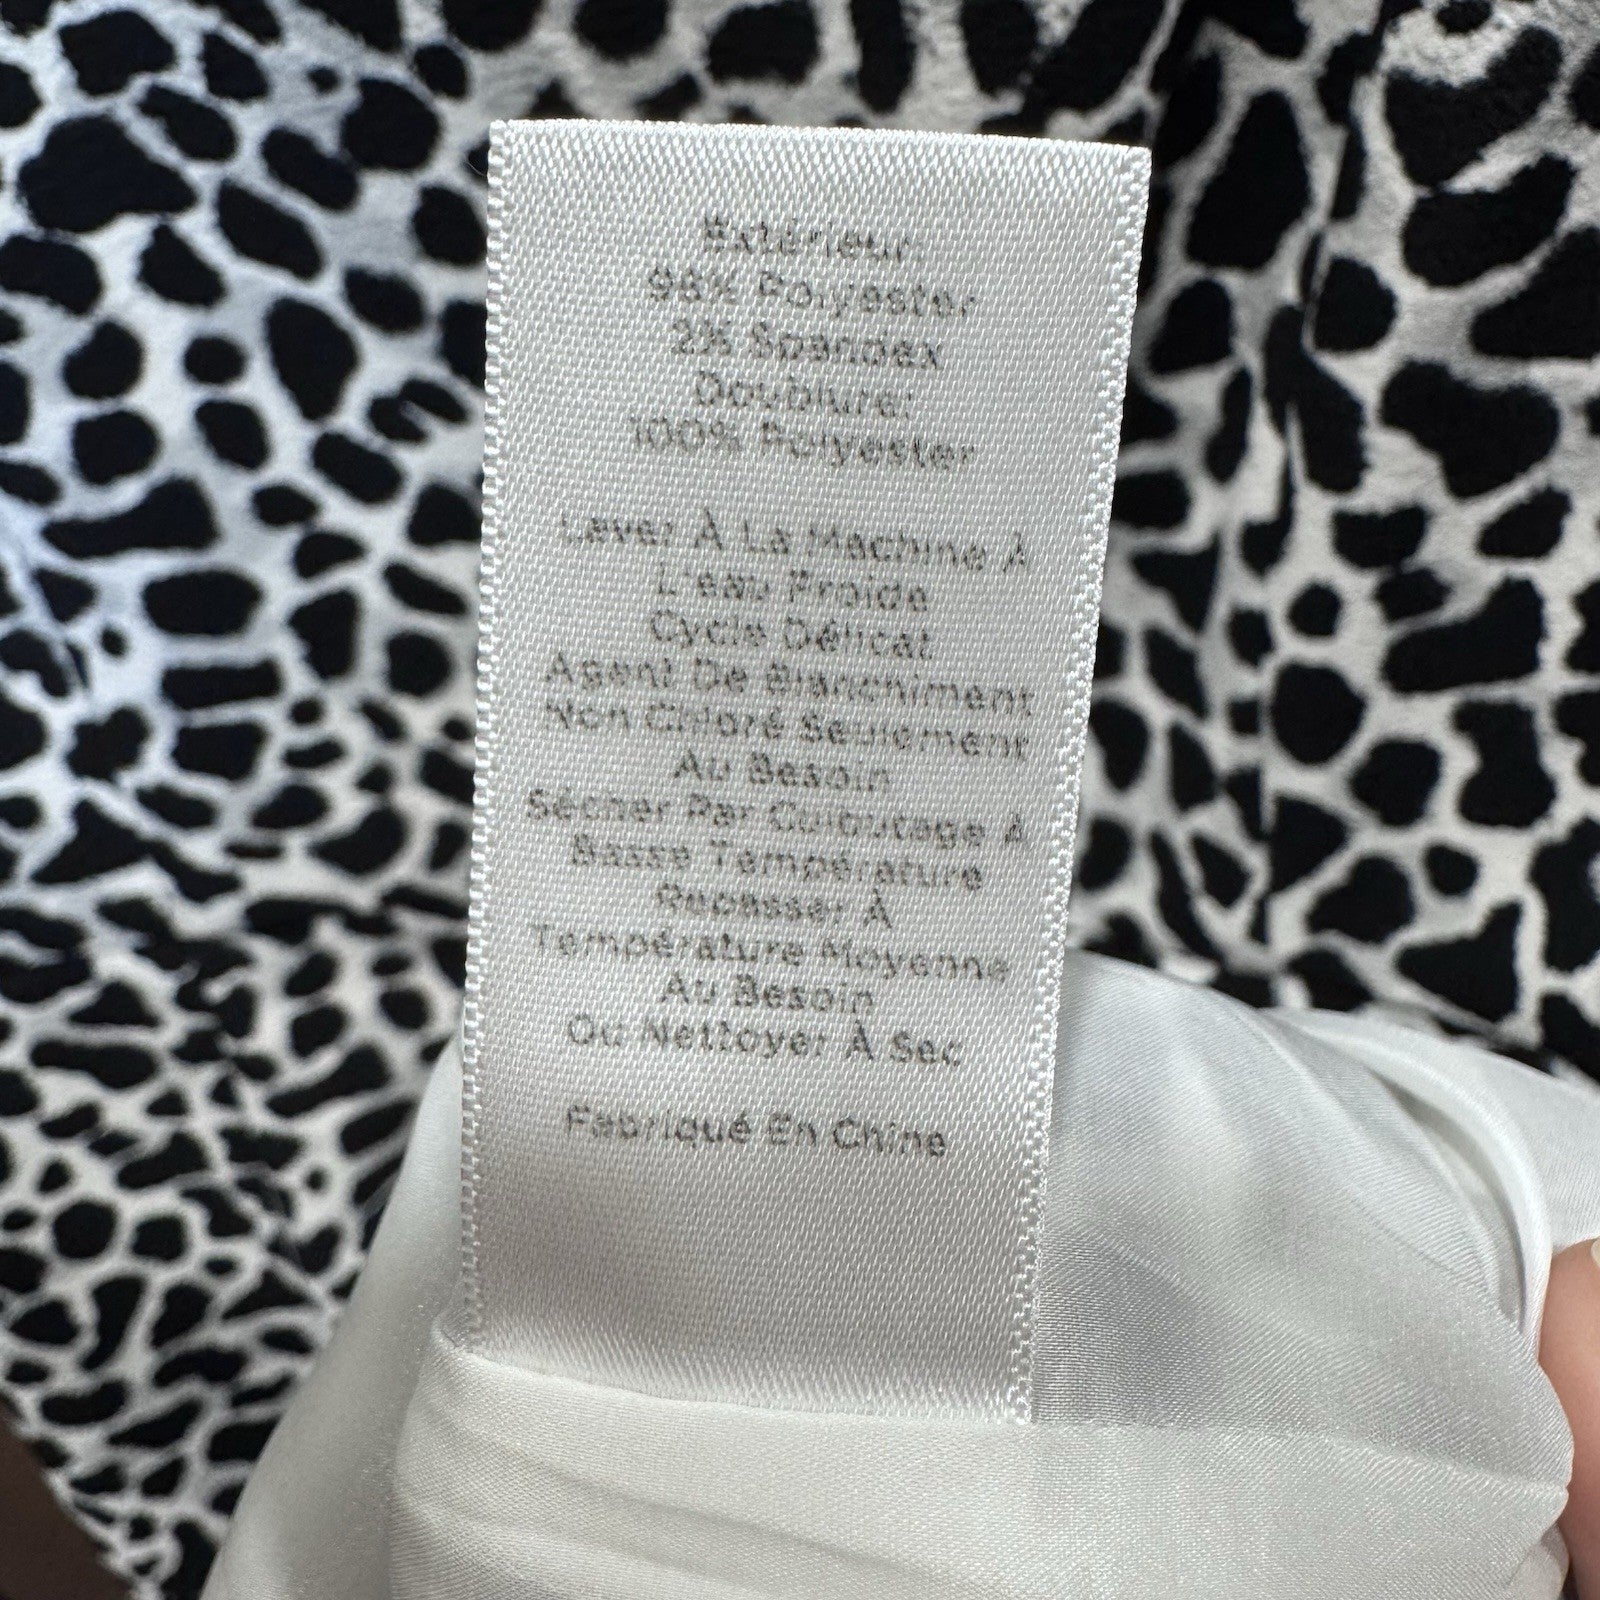 Extérieur:
98% Polyester
2% Spandex
Doublure:
100% Polyester
Laver À La Machine À
L'eau Froide
Cycle Délicat
Agent De Blanchiment
Non Chloré Seulement
Au Besoin
Sécher Par Culbutage À
Basse Température
Repasser À
Température Moyenne
Au Besoin
Ou Nettoyer À Sec
Fabriqué En Chine